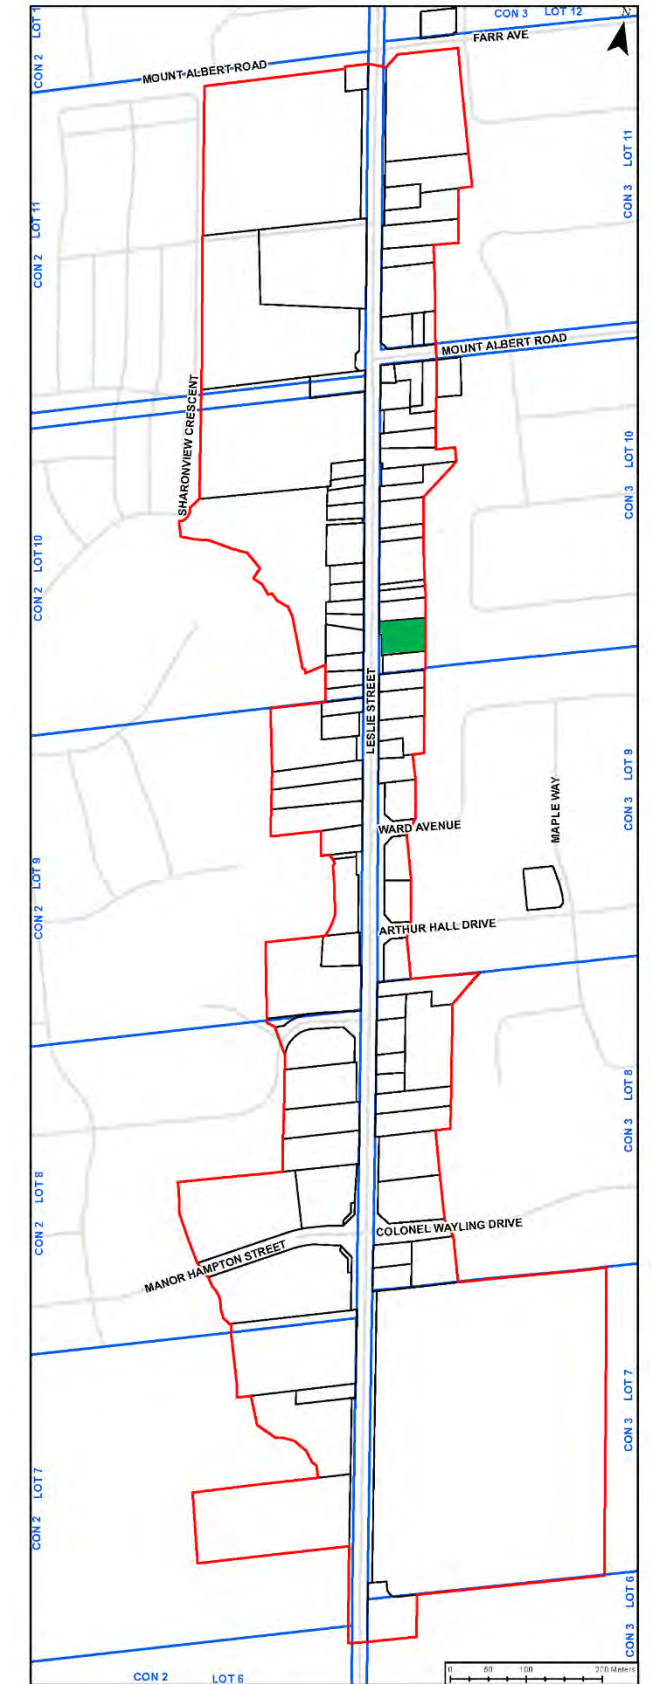 CON 3 LOT 12
N
FARR AVE
MOUNT ALBERT ROAD
CON 2 LOT 1
CON 3 LOT 11
CON 2 LOT 11
MOUNT ALBERT ROAD
SHARONVIEW CRESCENT
CON 3 LOT 10
CON 2 LOT 10
LESLIE STREET
CON 3 LOT 9
MAPLE WAY
WARD AVENUE
CON 2 LOT 9
ARTHUR HALL DRIVE
CON 3 LOT 8
CON 2 LOT 8
COLONEL WAYLING DRIVE
MANOR HAMPTON STREET
CON 3 LOT 7
CON 2 LOT 7
CON 3 LOT 6
CON 2 LOT 6
0 50 100 200 Meters